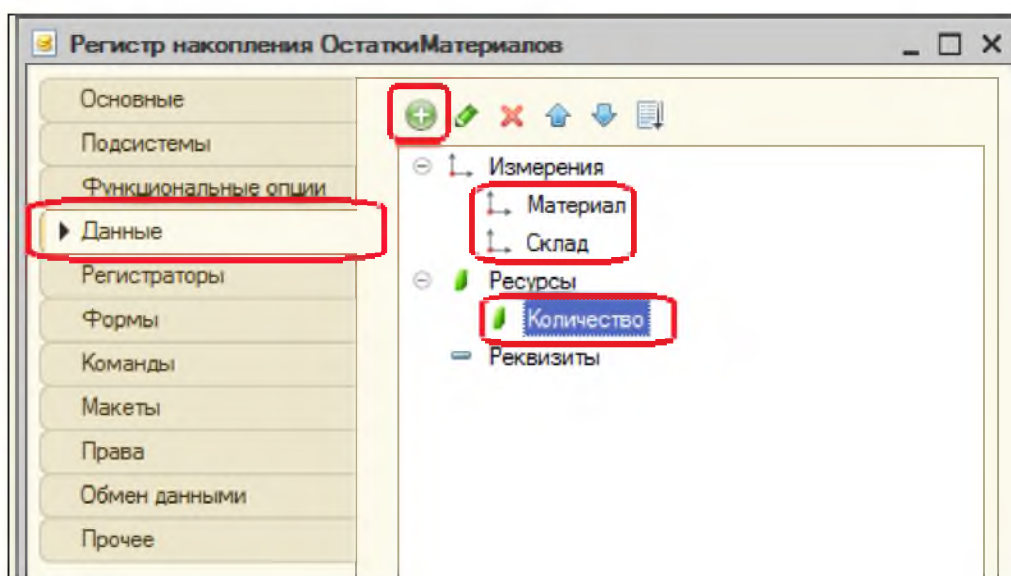 Регистр накопления ОстаткиМатериалов
Основные
Подсистемы
Функциональные опции
Данные
Регистраторы
Формы
Команды
Макеты
Права
Обмен данными
Прочее
Измерения
Материал
Склад
Ресурсы
Количество
Реквизиты